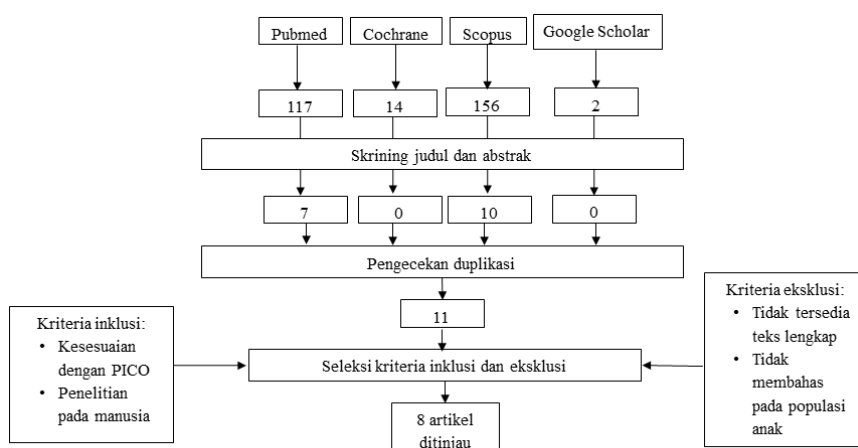 Pubmed
Cochrane
Scopus
Google Scholar
117
14
156
2
Skrining judul dan abstrak
7
0
10
0
Pengecekan duplikasi
11
Kriteria inklusi:
• Kesesuaian
dengan PICO
• Penelitian
pada manusia
Seleksi kriteria inklusi dan eksklusi
Kriteria eksklusi:
• Tidak tersedia
teks lengkap
• Tidak
membahas
pada populasi
anak
8 artikel
ditinjau